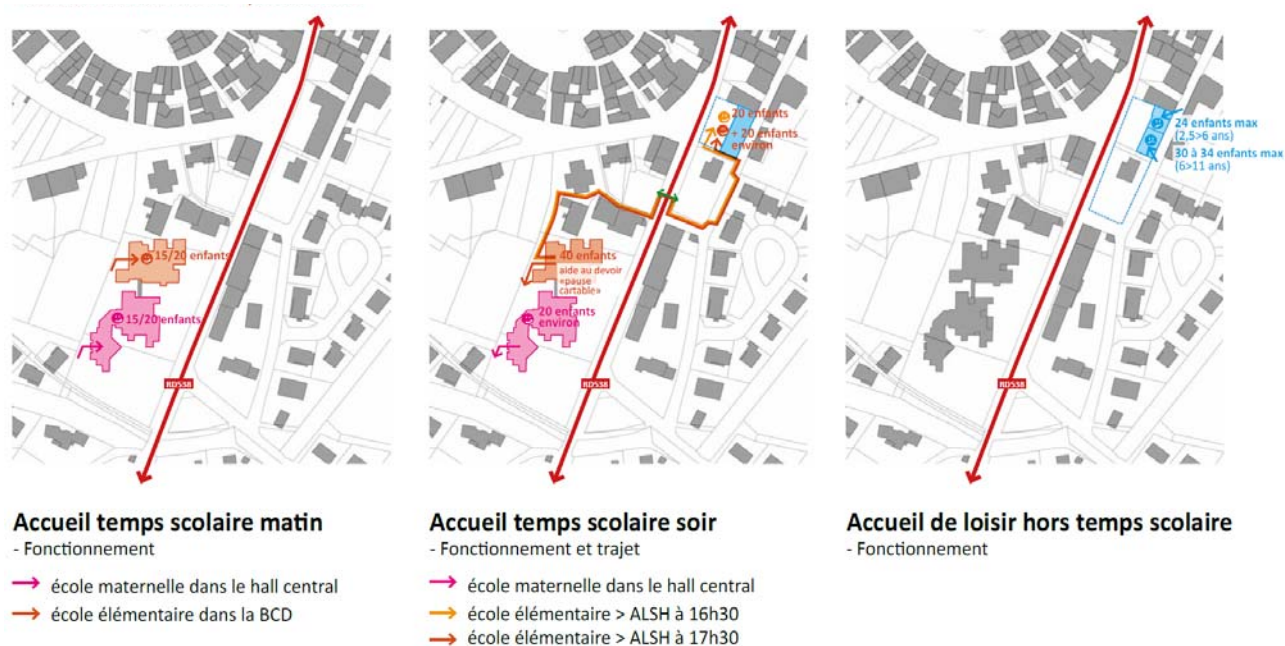 15/20 enfants
15/20 enfants
RD538
Accueil temps scolaire matin
- Fonctionnement
école maternelle dans le hall central
école élémentaire dans la BCD
20 enfants
+ 20 enfants
environ
40 enfants
aide au devoir
«pause
cartable»
20 enfants
environ
RD538
Accueil temps scolaire soir
- Fonctionnement et trajet
école maternelle dans le hall central
école élémentaire > ALSH à 16h30
école élémentaire > ALSH à 17h30
24 enfants max
(2,5>6 ans)
30 à 34 enfants max
(6>11 ans)
RD538
Accueil de loisir hors temps scolaire
- Fonctionnement